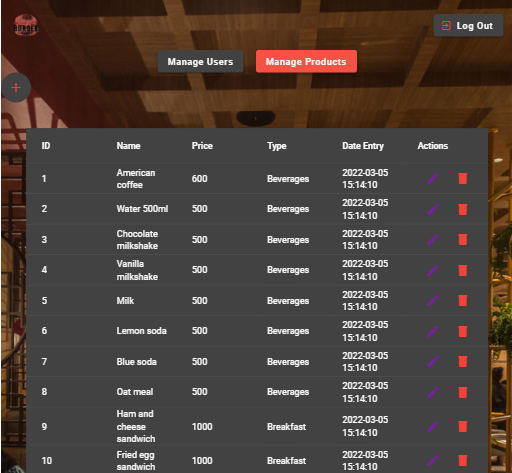 BURGER
Log Out
Manage Users
Manage Products
+
ID Name Price Type Date Entry Actions
1 American coffee 600 Beverages 2022-03-05 15:14:10
2 Water 500ml 500 Beverages 2022-03-05 15:14:10
3 Chocolate milkshake 500 Beverages 2022-03-05 15:14:10
4 Vanilla milkshake 500 Beverages 2022-03-05 15:14:10
5 Milk 500 Beverages 2022-03-05 15:14:10
6 Lemon soda 500 Beverages 2022-03-05 15:14:10
7 Blue soda 500 Beverages 2022-03-05 15:14:10
8 Oat meal 500 Beverages 2022-03-05 15:14:10
9 Ham and cheese sandwich 1000 Breakfast 2022-03-05 15:14:10
10 Fried egg sandwich 1000 Breakfast 2022-03-05 15:14:10